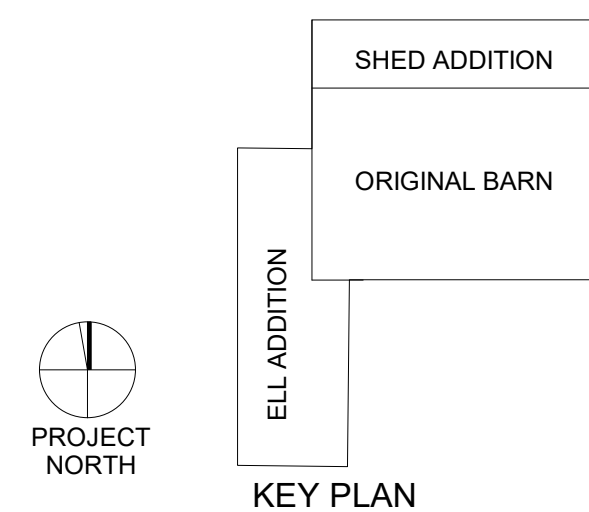 SHED ADDITION
ORIGINAL BARN
ELL ADDITION
PROJECT
NORTH
KEY PLAN